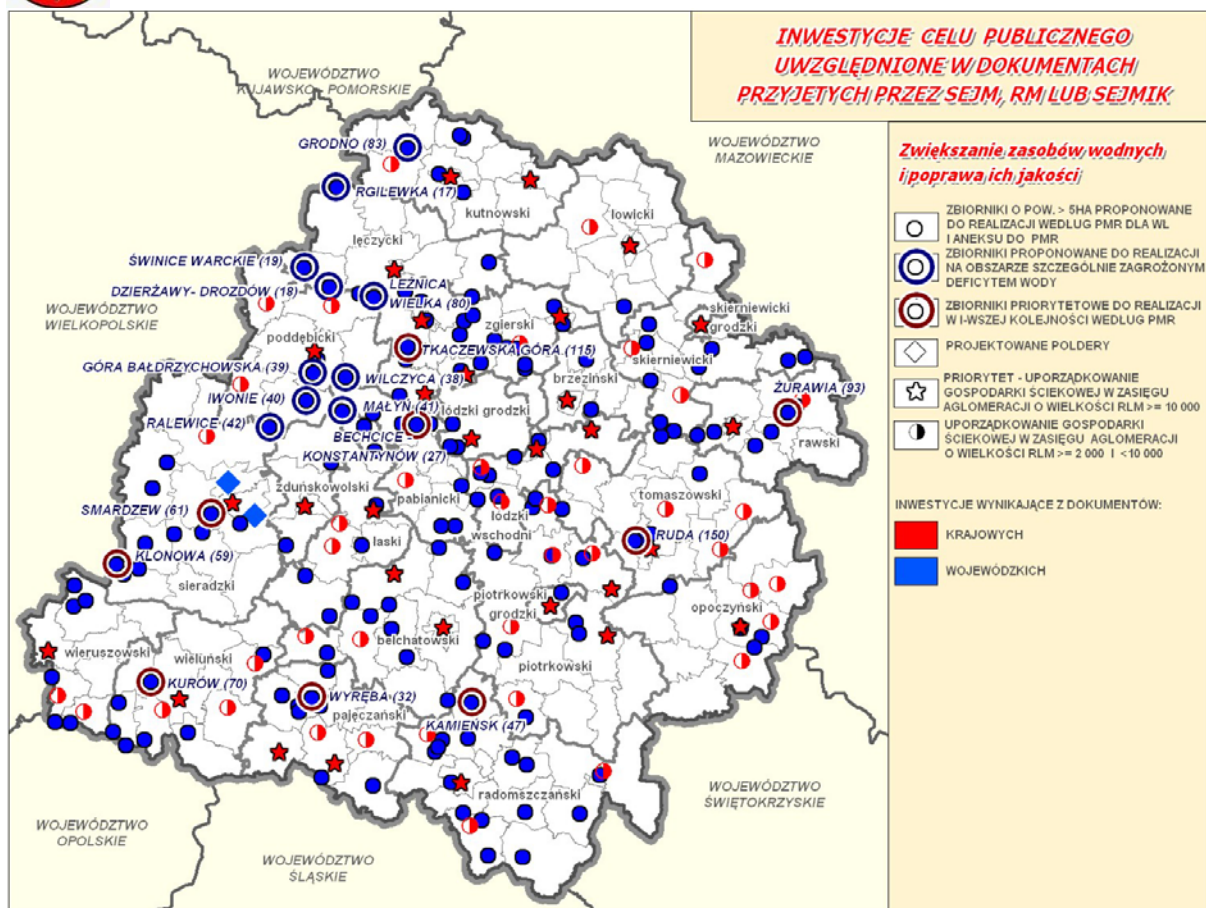 INWESTYCJE CELU PUBLICZNEGO
UWZGLĘDNIONE W DOKUMENTACH
PRZYJETYCH PRZEZ SEJM, RM LUB SEJMIK
WOJEWÓDZTWO
KUJAWSKO - POMORSKIE
WOJEWÓDZTWO
MAZOWIECKIE
GRODNO (83)
RGILEWKA (17)
kutnowski
łowicki
łęczycki
ŚWINICE WARCKIE (19)
DZIERŻAWY- DROZDÓW (18)
LEŹNICA
WIELKA (80)
WOJEWÓDZTWO
WIELKOPOLSKIE
zgierski
skierniewicki
grodzki
poddębicki
TKACZEWSKA GÓRA (115)
skierniewicki
GÓRA BAŁDRZYCHOWSKA (39)
WILCZYCA (38)
brzeziński
ŻURAWIA (93)
IWONIE (40)
MAŁYŃ (41)
łódzki grodzki
RALEWICE (42)
BECHCICE -
KONSTANTYNÓW (27)
rawski
zduńskowolski
pabianicki
tomaszowski
SMARDZEW (61)
łódzki
wschodni
łaski
RUDA (150)
KLONOWA (59)
sieradzki
piotrkowski
grodzki
opoczyński
bełchatowski
wieruszowski
wieluński
piotrkowski
KURÓW (70)
WYRĘBA (32)
pajęczański
KAMIEŃSK (47)
radomszczański
WOJEWÓDZTWO
ŚWIĘTOKRZYSKIE
WOJEWÓDZTWO
OPOLSKIE
WOJEWÓDZTWO
ŚLĄSKIE
Zwiększanie zasobów wodnych
i poprawa ich jakości
ZBIORNIKI O POW. > 5HA PROPONOWANE
DO REALIZACJI WEDŁUG PMR DLA WŁ
I ANEKSU DO PMR
ZBIORNIKI PROPONOWANE DO REALIZACJI
NA OBSZARZE SZCZEGÓLNIE ZAGROŻONYM
DEFICYTEM WODY
ZBIORNIKI PRIORYTETOWE DO REALIZACJI
W I-WSZEJ KOLEJNOŚCI WEDŁUG PMR
PROJEKTOWANE POLDERY
PRIORYTET - UPORZĄDKOWANIE
GOSPODARKI ŚCIEKOWEJ W ZASIĘGU
AGLOMERACJI O WIELKOŚCI RLM >= 10 000
UPORZĄDKOWANIE GOSPODARKI
ŚCIEKOWEJ W ZASIĘGU AGLOMERACJI
O WIELKOŚCI RLM >= 2 000 I <10 000
INWESTYCJE WYNIKAJĄCE Z DOKUMENTÓW:
KRAJOWYCH
WOJEWÓDZKICH